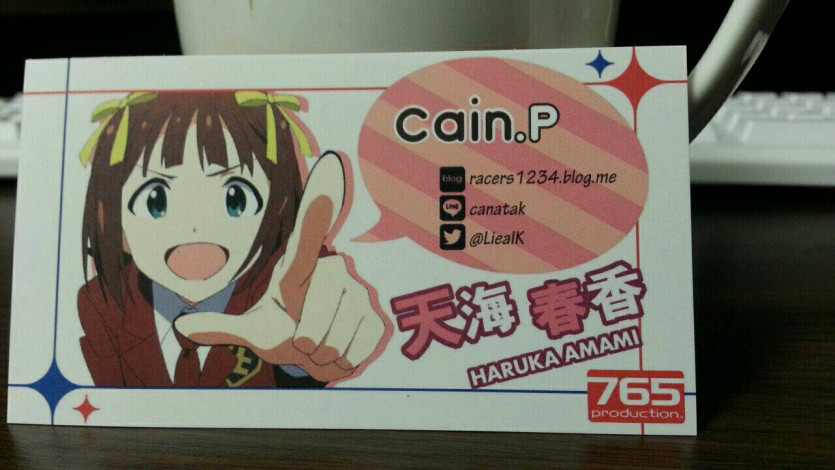 cain.P
blog racers1234.blog.me
LINE canatak
@LiealK
天海 春香
HARUKA AMAMI
765
production.